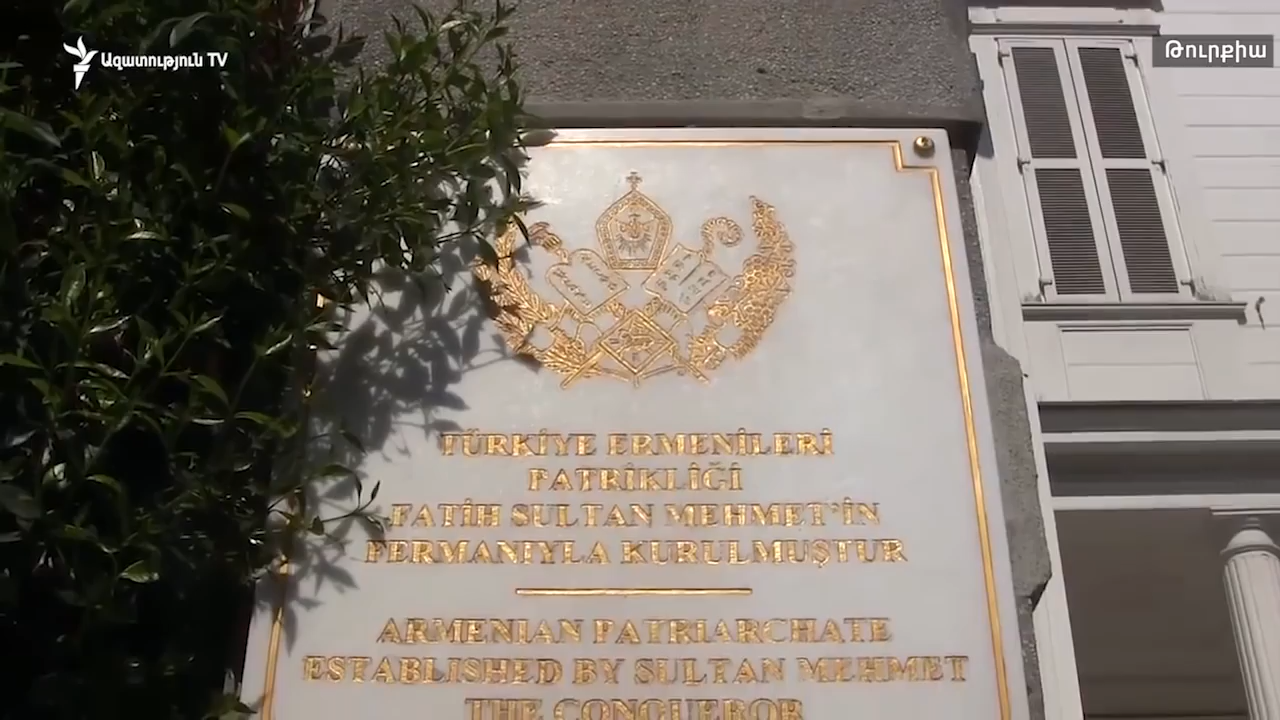 Ազատություն TV
Թուրքիա
TÜRKİYE ERMENİLERİ
PATRİKLİĞİ
FATİH SULTAN MEHMET'İN
FERMANIYLA KURULMUŞTUR
ARMENIAN PATRIARCHATE
ESTABLISHED BY SULTAN MEHMET
THE CONQUEROR